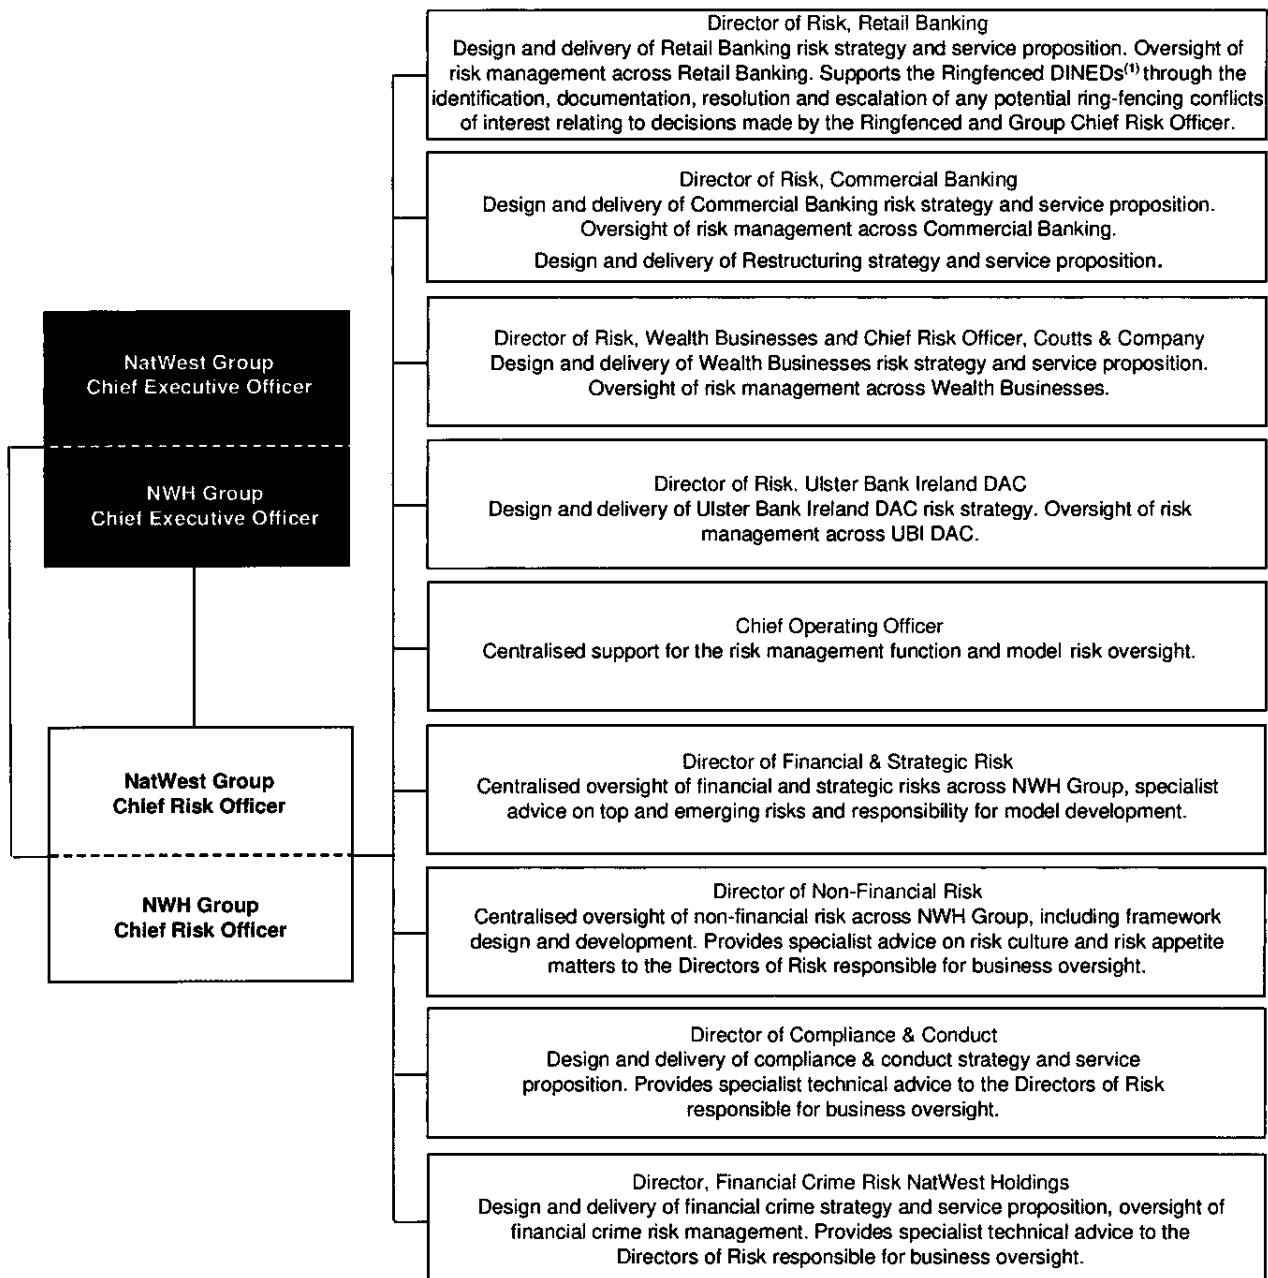 Director of Risk, Retail Banking
Design and delivery of Retail Banking risk strategy and service proposition. Oversight of
risk management across Retail Banking. Supports the Ringfenced DINEDs(1) through the
identification, documentation, resolution and escalation of any potential ring-fencing conflicts
of interest relating to decisions made by the Ringfenced and Group Chief Risk Officer.
Director of Risk, Commercial Banking
Design and delivery of Commercial Banking risk strategy and service proposition.
Oversight of risk management across Commercial Banking.
Design and delivery of Restructuring strategy and service proposition.
NatWest Group
Chief Executive Officer
NWH Group
Chief Executive Officer
Director of Risk, Wealth Businesses and Chief Risk Officer, Coutts & Company
Design and delivery of Wealth Businesses risk strategy and service proposition.
Oversight of risk management across Wealth Businesses.
Director of Risk, Ulster Bank Ireland DAC
Design and delivery of Ulster Bank Ireland DAC risk strategy. Oversight of risk
management across UBI DAC.
Chief Operating Officer
Centralised support for the risk management function and model risk oversight.
NatWest Group
Chief Risk Officer
NWH Group
Chief Risk Officer
Director of Financial & Strategic Risk
Centralised oversight of financial and strategic risks across NWH Group, specialist
advice on top and emerging risks and responsibility for model development.
Director of Non-Financial Risk
Centralised oversight of non-financial risk across NWH Group, including framework
design and development. Provides specialist advice on risk culture and risk appetite
matters to the Directors of Risk responsible for business oversight.
Director of Compliance & Conduct
Design and delivery of compliance & conduct strategy and service
proposition. Provides specialist technical advice to the Directors of Risk
responsible for business oversight.
Director, Financial Crime Risk NatWest Holdings
Design and delivery of financial crime strategy and service proposition, oversight of
financial crime risk management. Provides specialist technical advice to the
Directors of Risk responsible for business oversight.